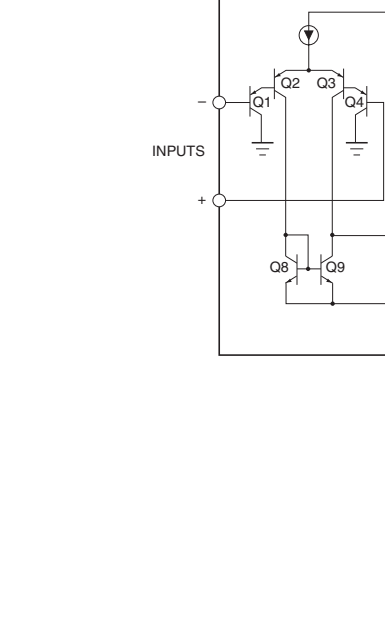 Q2 Q3
Q1 Q4
–
INPUTS
+
Q8 Q9